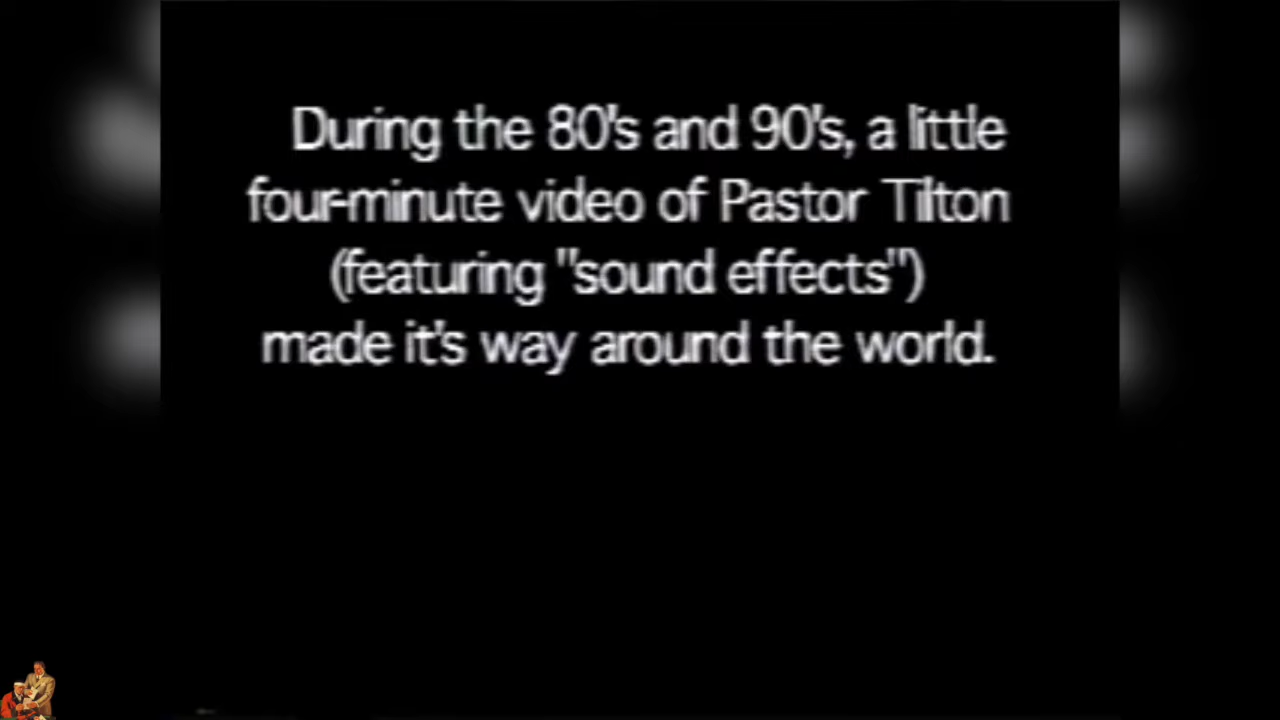 During the 80's and 90's, a little
four-minute video of Pastor Tilton
(featuring "sound effects")
made it's way around the world.